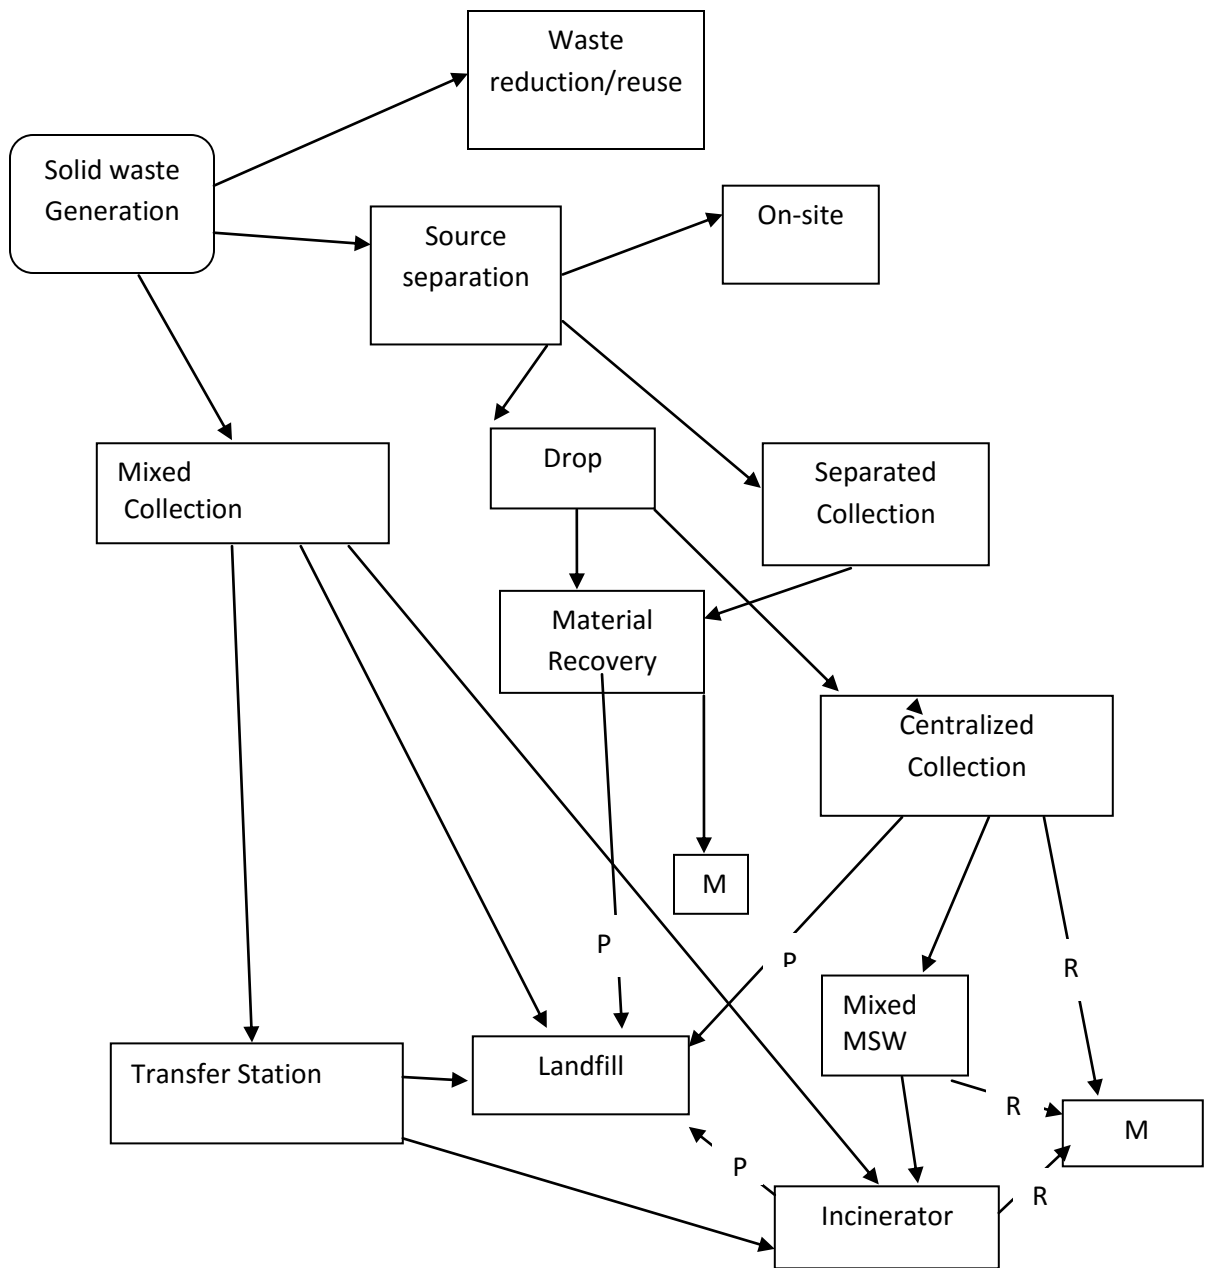 Waste
reduction/reuse
Solid waste
Generation
On-site
Source
separation
Drop
Separated
Collection
Mixed
Collection
Material
Recovery
Centralized
Collection
M
P
P
R
Mixed
MSW
Transfer Station
Landfill
R
M
P
R
Incinerator